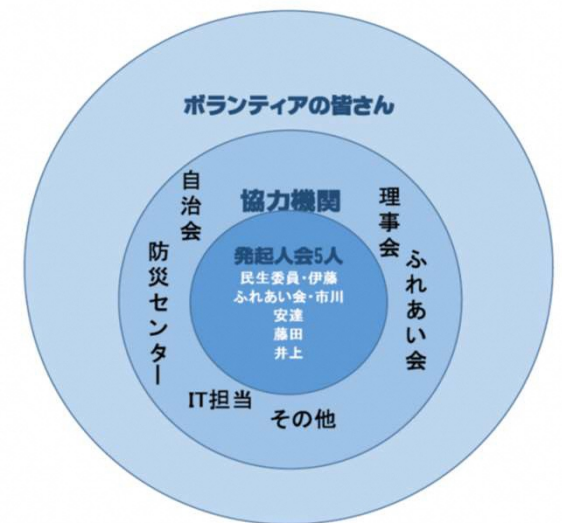 ボランティアの皆さん
協力機関
自治会
防災センター
理事会
ふれあい会
発起人会5人
民生委員・伊藤
ふれあい会・市川
安達
藤田
井上
IT担当
その他